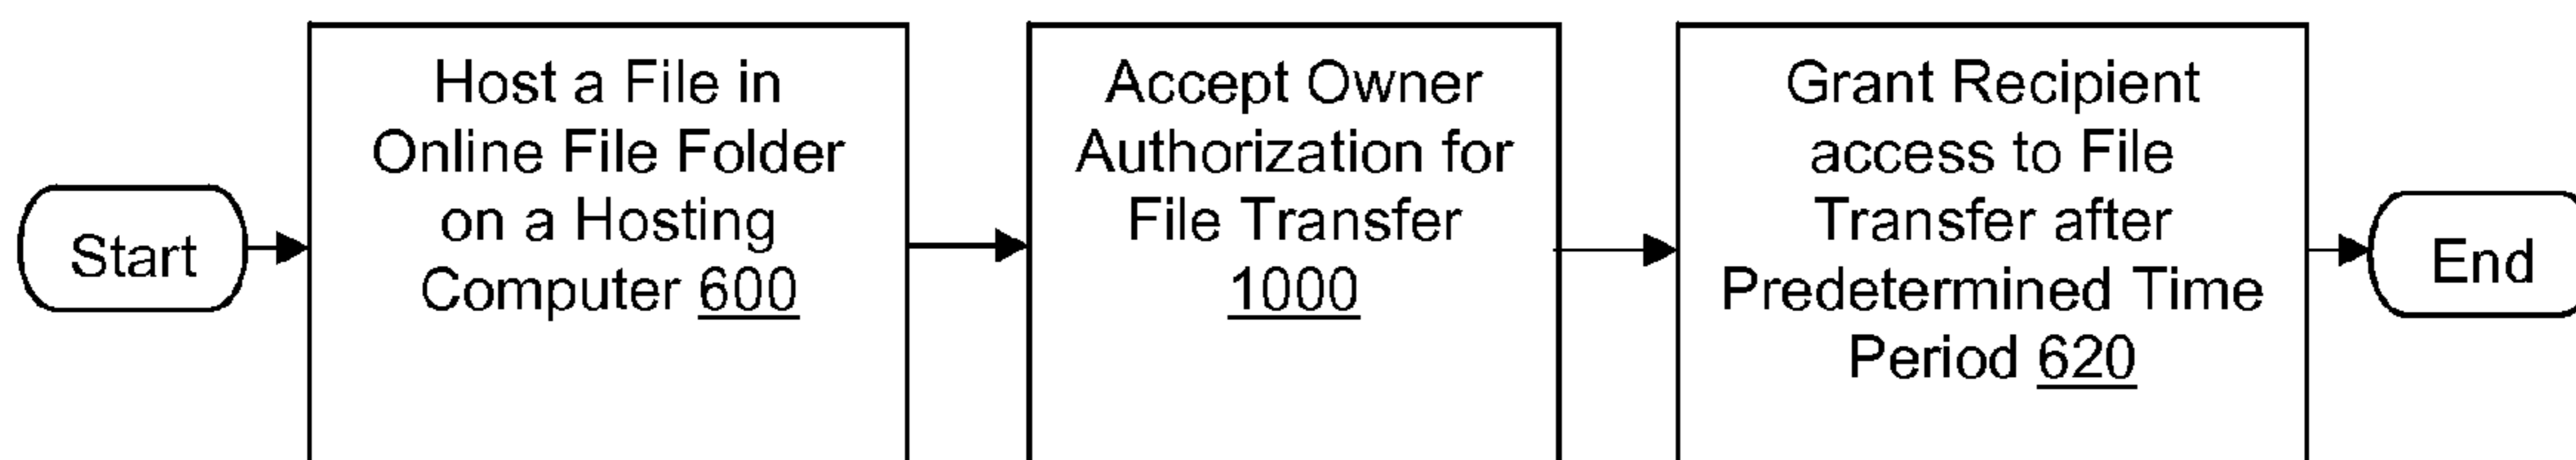 Start
Host a File in
Online File Folder
on a Hosting
Computer 600
Accept Owner
Authorization for
File Transfer
1000
Grant Recipient
access to File
Transfer after
Predetermined Time
Period 620
End